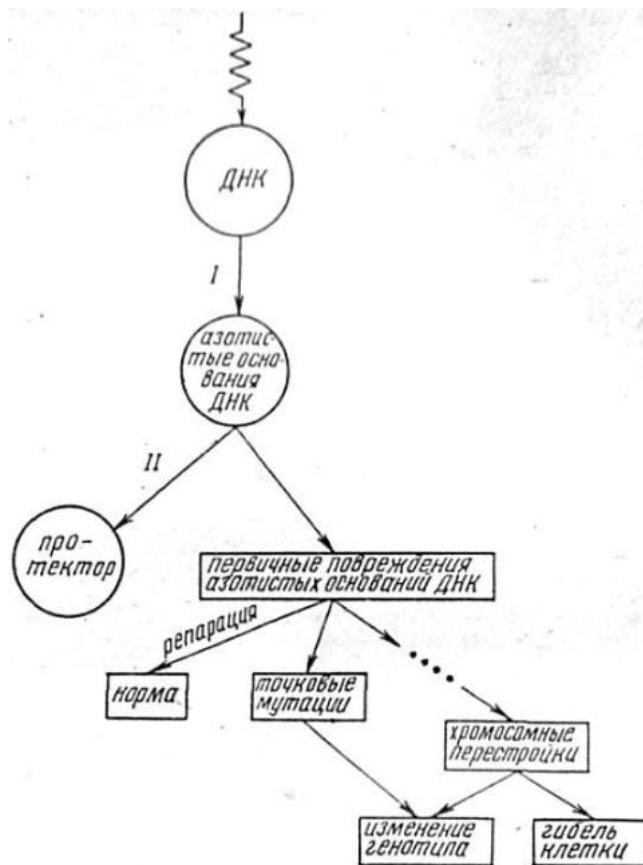 ДНК
I
азотис-
тые осно-
вания
ДНК
II
про-
тектор
первичные повреждения
азотистых оснований ДНК
репарация
норма
точковые
мутации
хромосомные
перестройки
изменение
генотипа
гибель
клетки